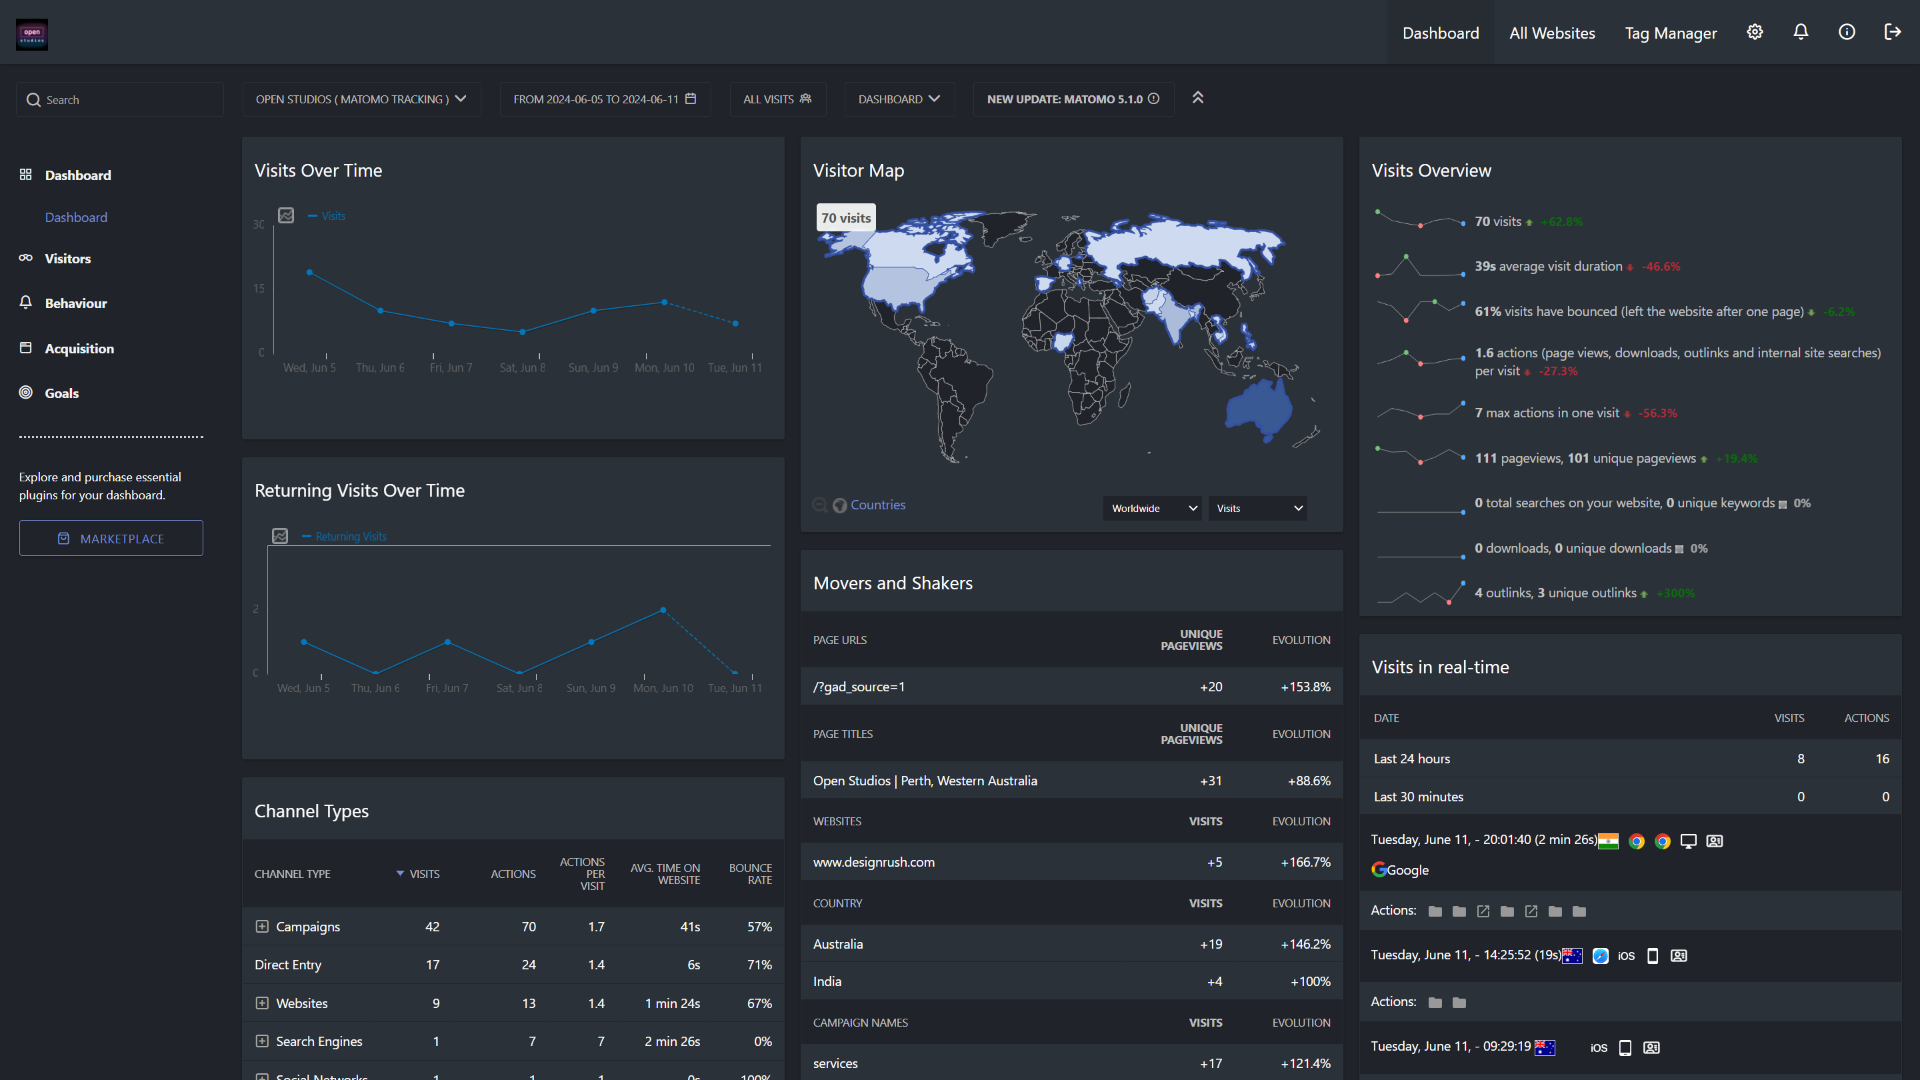 open
studios
Dashboard
All Websites
Tag Manager
Search
OPEN STUDIOS ( MATOMO TRACKING )
FROM 2024-06-05 TO 2024-06-11
ALL VISITS
DASHBOARD
NEW UPDATE: MATOMO 5.1.0
Dashboard
Dashboard
Visitors
Behaviour
Acquisition
Goals
Explore and purchase essential
plugins for your dashboard.
MARKETPLACE
Visits Over Time
Visits
30
15
0
Wed, Jun 5
Thu, Jun 6
Fri, Jun 7
Sat, Jun 8
Sun, Jun 9
Mon, Jun 10
Tue, Jun 11
Returning Visits Over Time
Returning Visits
2
0
Wed, Jun 5
Thu, Jun 6
Fri, Jun 7
Sat, Jun 8
Sun, Jun 9
Mon, Jun 10
Tue, Jun 11
Channel Types
CHANNEL TYPE VISITS ACTIONS ACTIONS PER VISIT AVG. TIME ON WEBSITE BOUNCE RATE
Campaigns 42 70 1.7 41s 57%
Direct Entry 17 24 1.4 6s 71%
Websites 9 13 1.4 1 min 24s 67%
Search Engines 1 7 7 2 min 26s 0%
Social Networks 1 1 1 0s 100%
Visitor Map
70 visits
Countries
Worldwide
Visits
Movers and Shakers
PAGE URLS UNIQUE PAGEVIEWS EVOLUTION
/?gad_source=1 +20 +153.8%
PAGE TITLES UNIQUE PAGEVIEWS EVOLUTION
Open Studios | Perth, Western Australia +31 +88.6%
WEBSITES VISITS EVOLUTION
www.designrush.com +5 +166.7%
COUNTRY VISITS EVOLUTION
Australia +19 +146.2%
India +4 +100%
CAMPAIGN NAMES VISITS EVOLUTION
services +17 +121.4%
Visits Overview
70 visits +62.8%
39s average visit duration -46.6%
61% visits have bounced (left the website after one page) -6.2%
1.6 actions (page views, downloads, outlinks and internal site searches)
per visit -27.3%
7 max actions in one visit -56.3%
111 pageviews, 101 unique pageviews +19.4%
0 total searches on your website, 0 unique keywords 0%
0 downloads, 0 unique downloads 0%
4 outlinks, 3 unique outlinks +300%
Visits in real-time
DATE VISITS ACTIONS
Last 24 hours 8 16
Last 30 minutes 0 0
Tuesday, June 11, - 20:01:40 (2 min 26s)
Google
Actions:
Tuesday, June 11, - 14:25:52 (19s) iOS
Actions:
Tuesday, June 11, - 09:29:19 iOS